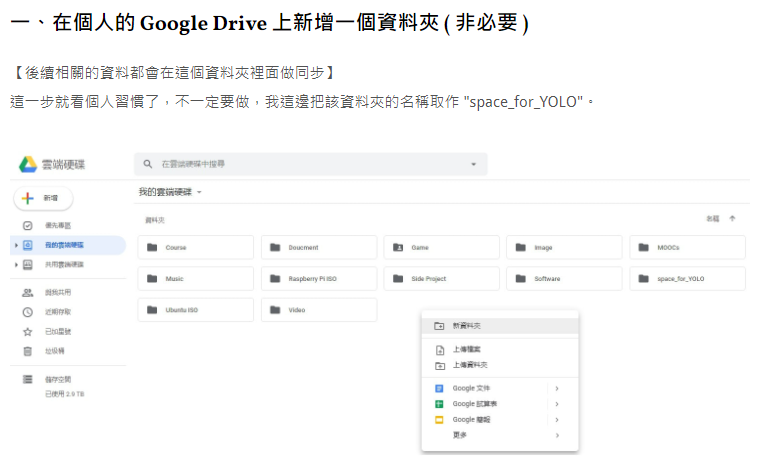 一、在個人的 Google Drive 上新增一個資料夾 ( 非必要 )
【後續相關的資料都會在這個資料夾裡面做同步】
這一步就看個人習慣了，不一定要做，我這邊把該資料夾的名稱取作 "space_for_YOLO"。
雲端硬碟
在雲端硬碟中搜尋
新增
我的雲端硬碟
優先專區
資料夾
名稱
我的雲端硬碟
Course
Doucment
Game
Image
MOOCs
共用雲端硬碟
Music
Raspberry Pi ISO
Side Project
Software
space_for_YOLO
與我共用
近期存取
Ubuntu ISO
Video
已加星號
新資料夾
垃圾桶
上傳檔案
上傳資料夾
儲存空間
已使用 2.9 TB
Google 文件
Google 試算表
Google 簡報
更多